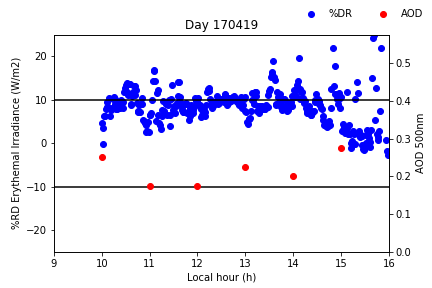 %DR AOD
Day 170419
%RD Erythemal Irradiance (W/m2)
20
10
0
−10
−20
0.5
0.4
0.3
0.2
0.1
0.0
AOD 500nm
9 10 11 12 13 14 15 16
Local hour (h)